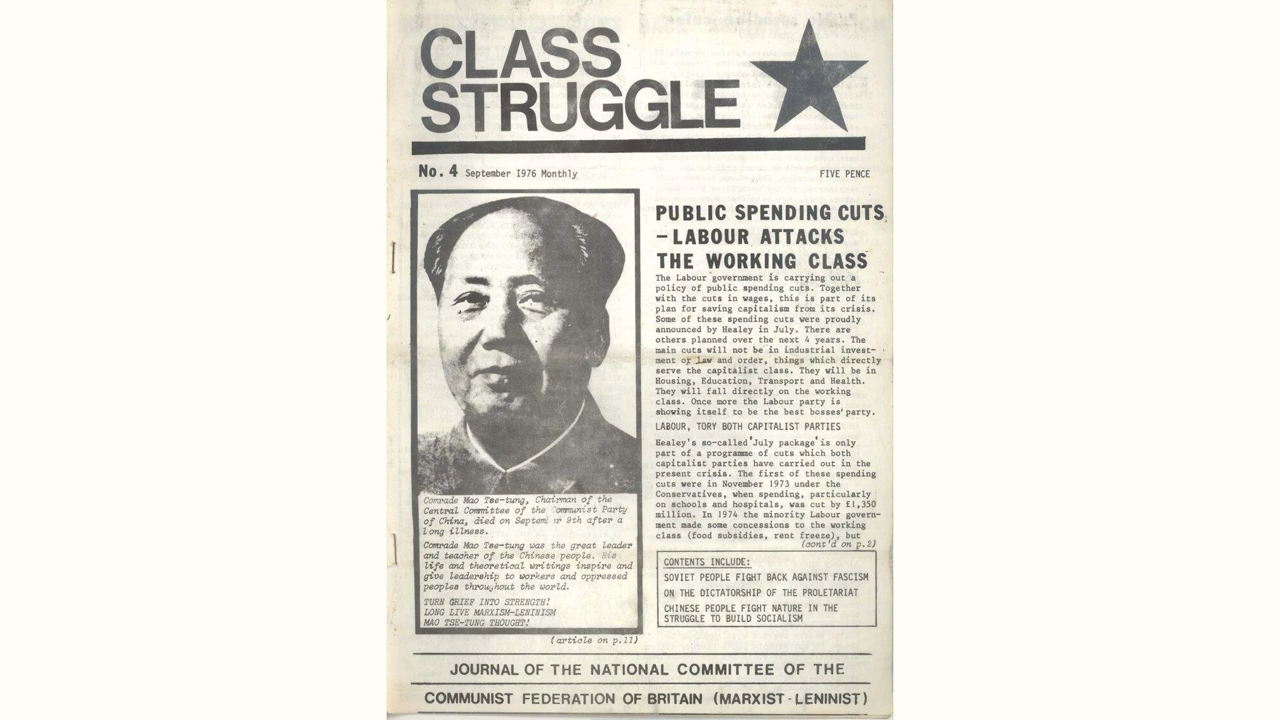 CLASS
STRUGGLE
No. 4 September 1976 Monthly
FIVE PENCE
Comrade Mao Tse-tung, Chairman of the
Central Committee of the Communist Party
of China, died on September 9th after a
long illness.
Comrade Mao Tse-tung was the great leader
and teacher of the Chinese people. His
life and theoretical writings inspire and
give leadership to workers and oppressed
peoples throughout the world.
TURN GRIEF INTO STRENGTH!
LONG LIVE MARXISM-LENINISM
MAO TSE-TUNG THOUGHT!
(article on p.11)
PUBLIC SPENDING CUTS,
- LABOUR ATTACKS
THE WORKING CLASS
The Labour government is carrying out a
policy of public spending cuts. Together
with the cuts in wages, this is part of its
plan for saving capitalism from its crisis.
Some of these spending cuts were proudly
announced by Healey in July. There are
others planned over the next 4 years. The
main cuts will not be in industrial invest-
ment or law and order, things which directly
serve the capitalist class. They will be in
Housing, Education, Transport and Health.
They will fall directly on the working
class. Once more the Labour party is
showing itself to be the best bosses' party.
LABOUR, TORY BOTH CAPITALIST PARTIES
Healey's so-called 'July package' is only
part of a programme of cuts which both
capitalist parties have carried out in the
present crisis. The first of these spending
cuts were in November 1973 under the
Conservatives, when spending, particularly
on schools and hospitals, was cut by £1,350
million. In 1974 the minority Labour govern-
ment made some concessions to the working
class (food subsidies, rent freeze), but
(cont'd on p.2)
CONTENTS INCLUDE:
SOVIET PEOPLE FIGHT BACK AGAINST FASCISM
ON THE DICTATORSHIP OF THE PROLETARIAT
CHINESE PEOPLE FIGHT NATURE IN THE
STRUGGLE TO BUILD SOCIALISM
JOURNAL OF THE NATIONAL COMMITTEE OF THE
COMMUNIST FEDERATION OF BRITAIN (MARXIST-LENINIST)